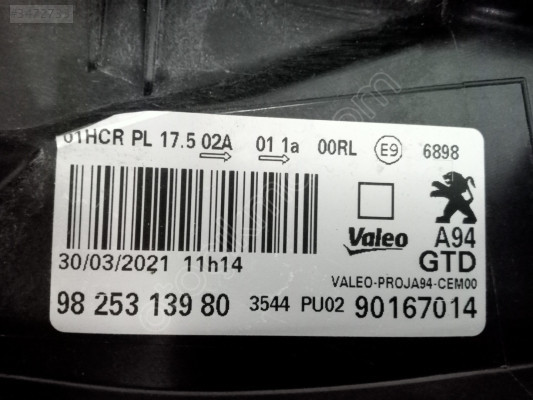 01HCR PL 17.5 02A 01 1a 00RL E9 6898
Valeo A94
30/03/2021 11h14 GTD
VALEO-PROJA94-CEM00
98 253 139 80 3544 PU02 90167014